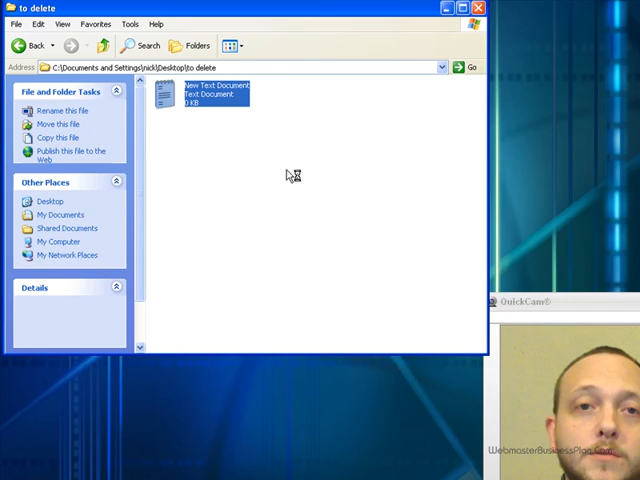 to delete
File Edit View Favorites Tools Help
Back Search Folders
Address C:\Documents and Settings\nick\Desktop\to delete Go
File and Folder Tasks
Rename this file
Move this file
Copy this file
Publish this file to the
Web
Other Places
Desktop
My Documents
Shared Documents
My Computer
My Network Places
Details
New Text Document
Text Document
0 KB
QuickCam®
WebmasterBusinessPlan.Com